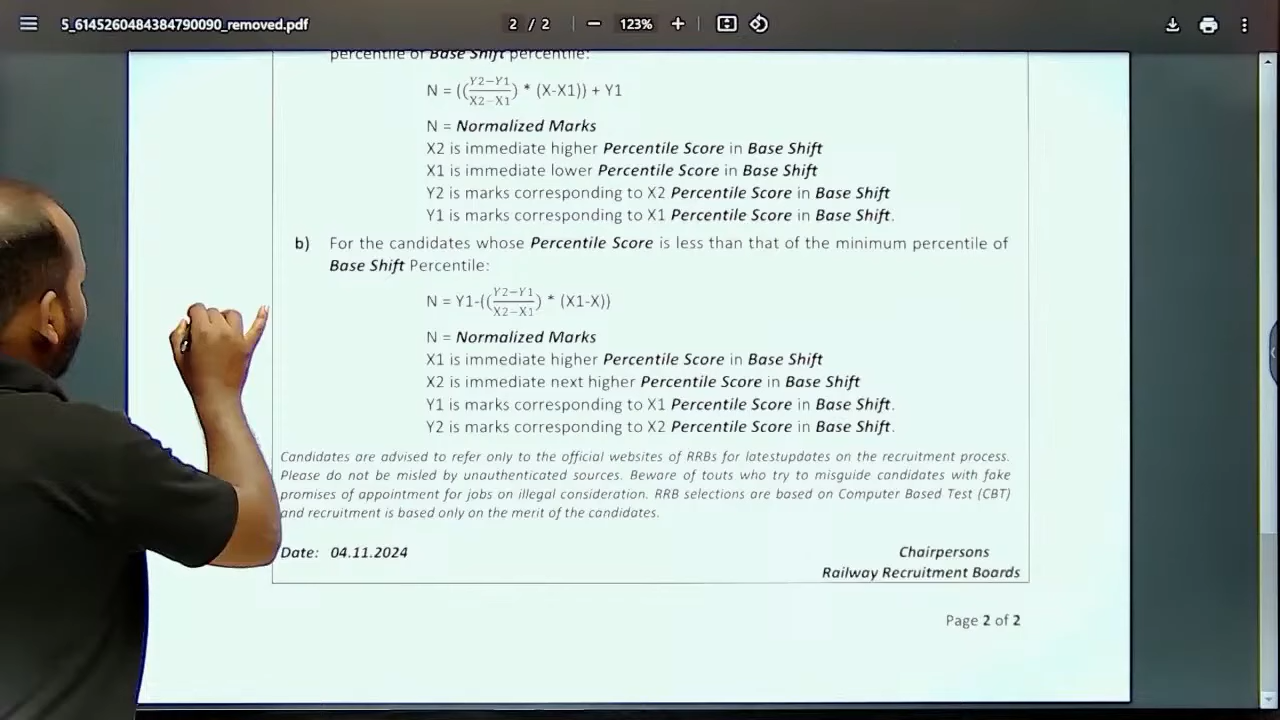 5_6145260484384790090_removed.pdf
2 / 2
123%
percentile of Base Shift percentile:
N = ((Y2−Y1/X2−X1) * (X-X1)) + Y1
N = Normalized Marks
X2 is immediate higher Percentile Score in Base Shift
X1 is immediate lower Percentile Score in Base Shift
Y2 is marks corresponding to X2 Percentile Score in Base Shift
Y1 is marks corresponding to X1 Percentile Score in Base Shift.
b) For the candidates whose Percentile Score is less than that of the minimum percentile of
Base Shift Percentile:
N = Y1-((Y2−Y1/X2−X1) * (X1-X))
N = Normalized Marks
X1 is immediate higher Percentile Score in Base Shift
X2 is immediate next higher Percentile Score in Base Shift
Y1 is marks corresponding to X1 Percentile Score in Base Shift.
Y2 is marks corresponding to X2 Percentile Score in Base Shift.
Candidates are advised to refer only to the official websites of RRBs for latestupdates on the recruitment process.
Please do not be misled by unauthenticated sources. Beware of touts who try to misguide candidates with fake
promises of appointment for jobs on illegal consideration. RRB selections are based on Computer Based Test (CBT)
and recruitment is based only on the merit of the candidates.
Date: 04.11.2024
Chairpersons
Railway Recruitment Boards
Page 2 of 2